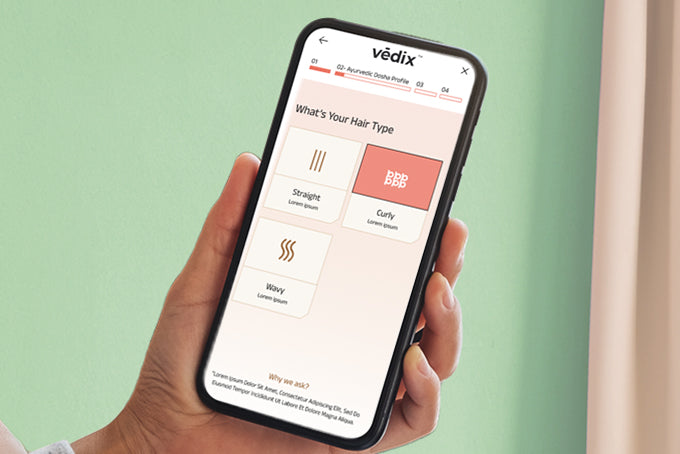 vēdix™
01
02- Ayurvedic Dosha Profile
03
04
What's Your Hair Type
Straight
Lorem Ipsum
Curly
Lorem Ipsum
Wavy
Lorem Ipsum
Why we ask?
"Lorem Ipsum Dolor Sit Amet, Consectetur Adipiscing Elit, Sed Do
Eiusmod Tempor Incididunt Ut Labore Et Dolore Magna Aliqua.